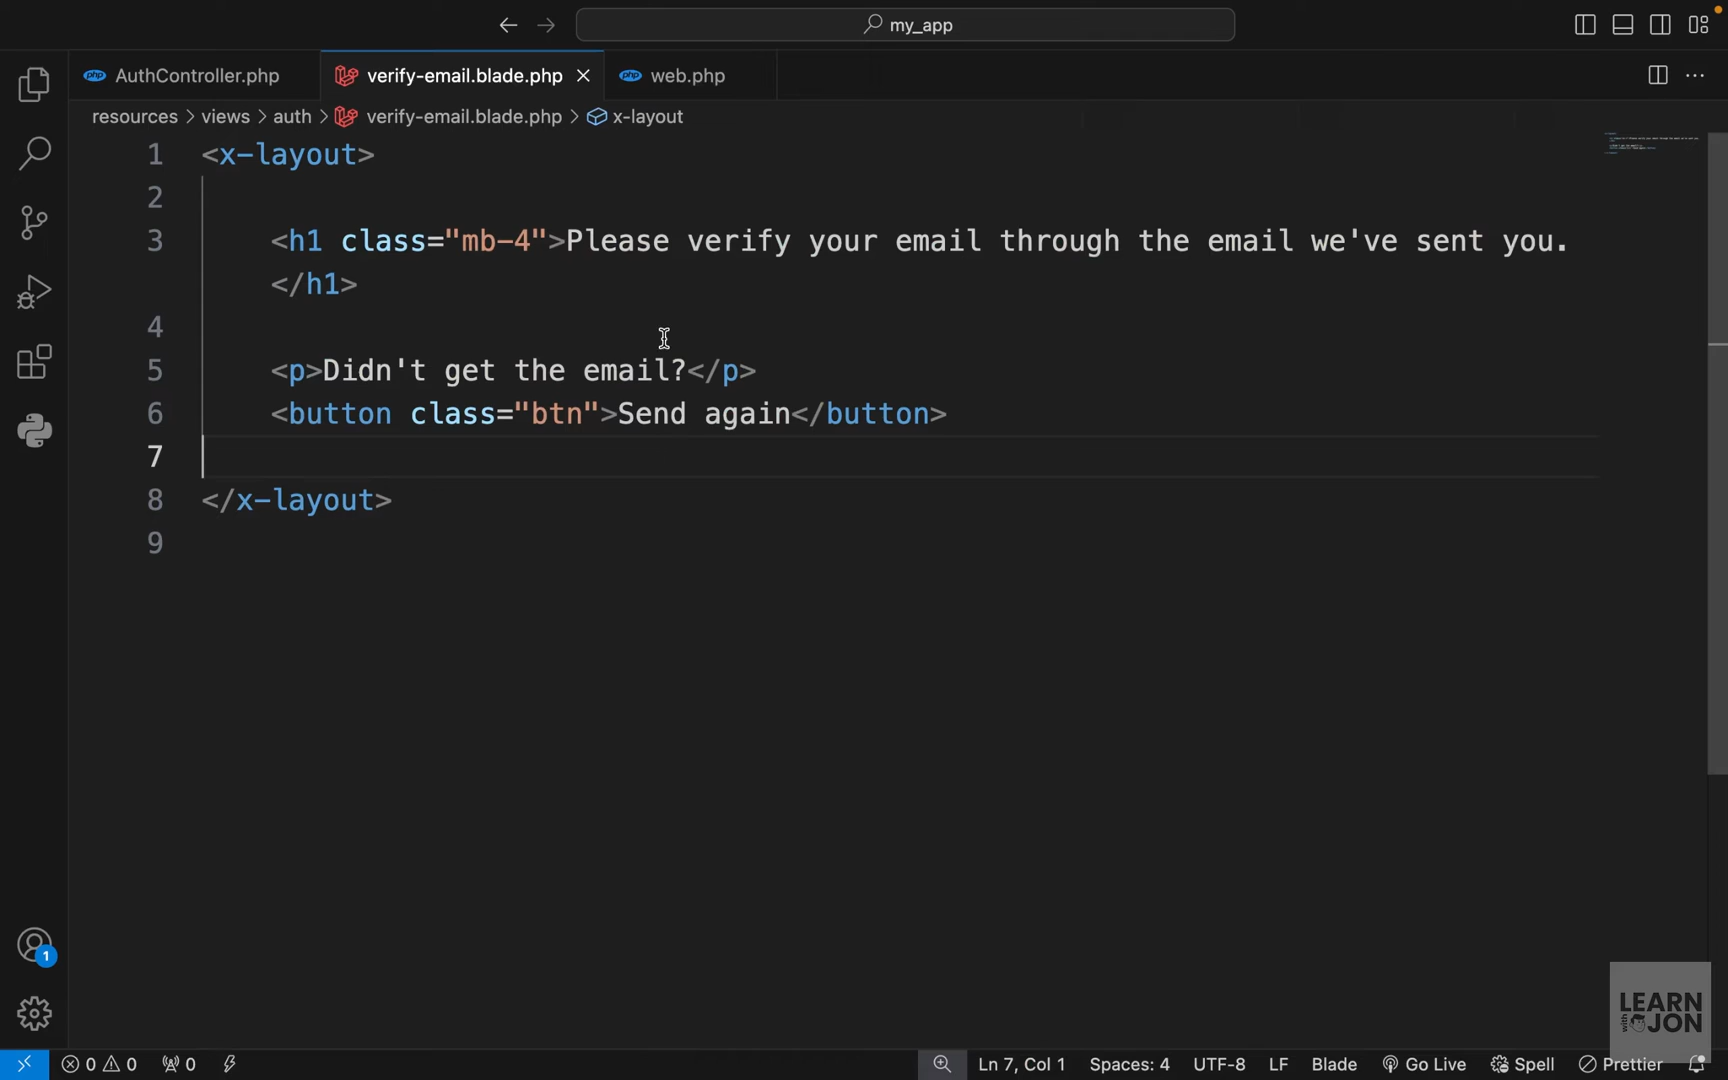 my_app
AuthController.php verify-email.blade.php web.php
resources > views > auth > verify-email.blade.php > x-layout
1 <x-layout>
2
3 <h1 class="mb-4">Please verify your email through the email we've sent you.
</h1>
4
5 <p>Didn't get the email?</p>
6 <button class="btn">Send again</button>
7
8 </x-layout>
9
1
LEARN
with JON
0 0 0 Ln 7, Col 1 Spaces: 4 UTF-8 LF Blade Go Live Spell Prettier